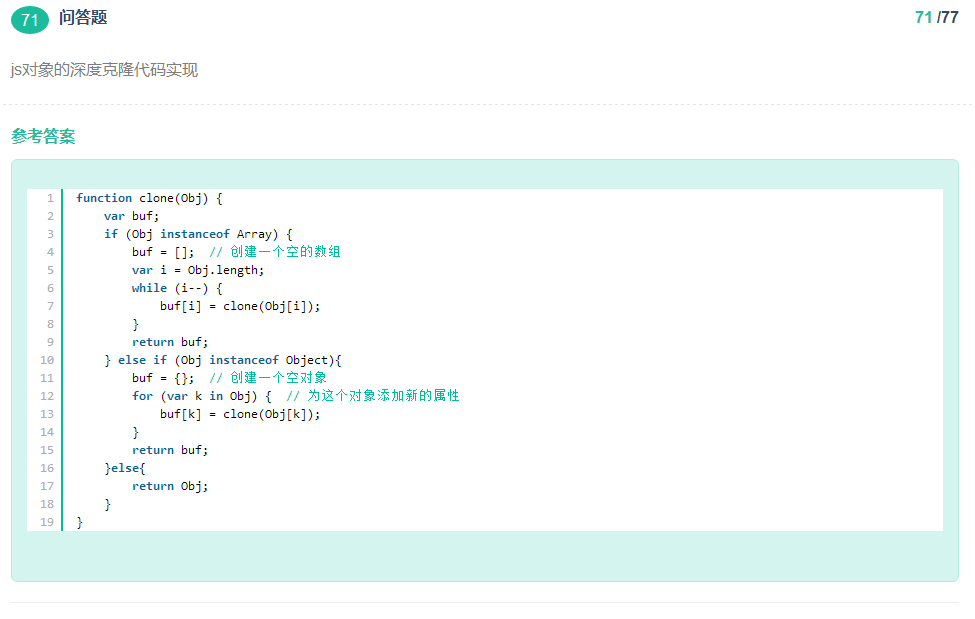 71 问答题 71 /77
js对象的深度克隆代码实现
参考答案
1 function clone(Obj) {
2     var buf;
3     if (Obj instanceof Array) {
4         buf = [];  // 创建一个空的数组
5         var i = Obj.length;
6         while (i--) {
7             buf[i] = clone(Obj[i]);
8         }
9         return buf;
10     } else if (Obj instanceof Object){
11         buf = {};  // 创建一个空对象
12         for (var k in Obj) {  // 为这个对象添加新的属性
13             buf[k] = clone(Obj[k]);
14         }
15         return buf;
16     }else{
17         return Obj;
18     }
19 }